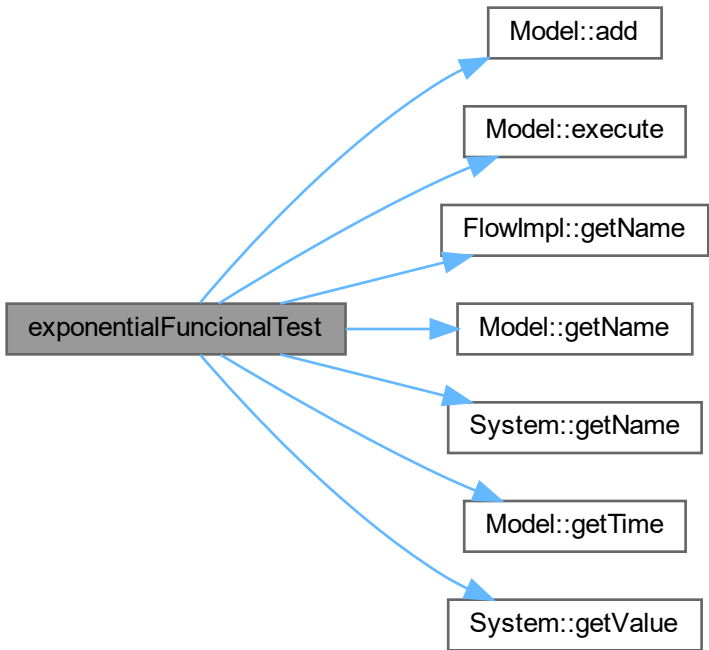 Model::add
Model::execute
FlowImpl::getName
exponentialFuncionalTest
Model::getName
System::getName
Model::getTime
System::getValue